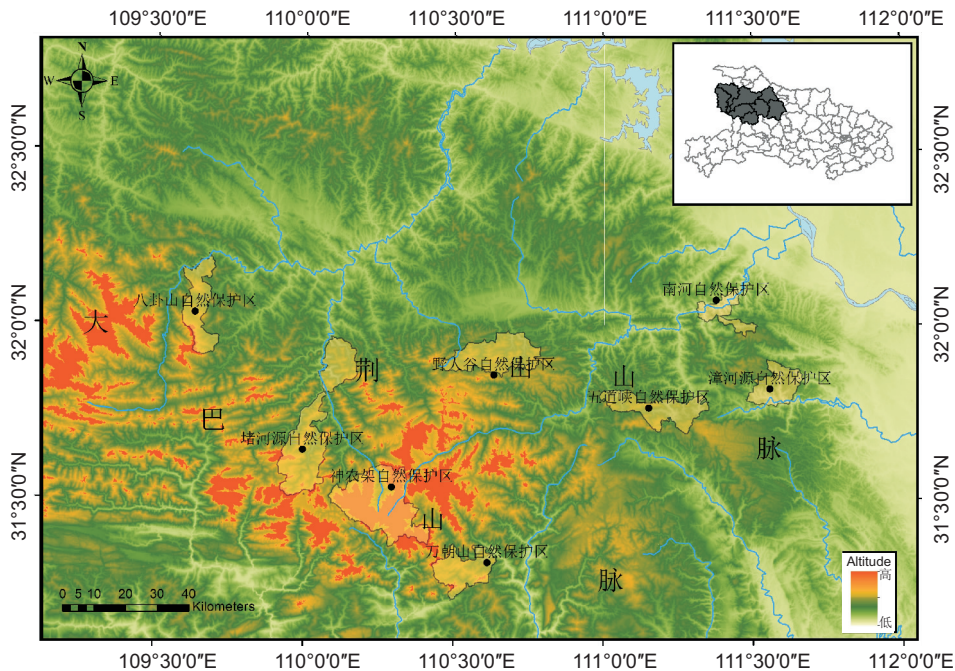 109°30′0″E 110°0′0″E 110°30′0″E 111°0′0″E 111°30′0″E 112°0′0″E
N
W E
S
32°30′0″N 32°30′0″N
八卦山自然保护区
南河自然保护区
32°0′0″N 32°0′0″N
大
荆
野人谷自然保护区
山
山
漳河源自然保护区
五道峡自然保护区
巴
堵河源自然保护区
脉
神农架自然保护区
31°30′0″N 31°30′0″N
山
万朝山自然保护区
脉
Altitude
高
低
0 5 10 20 30 40
Kilometers
109°30′0″E 110°0′0″E 110°30′0″E 111°0′0″E 111°30′0″E